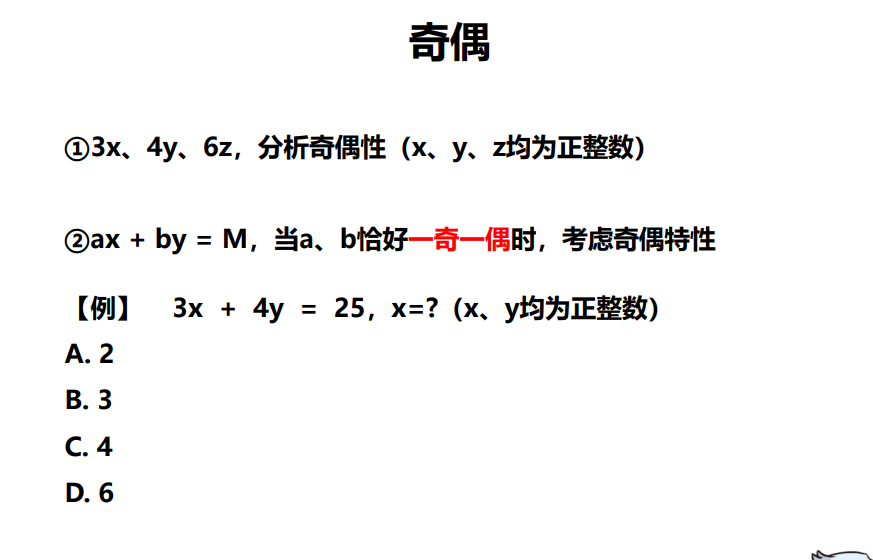 奇偶
①3x、4y、6z，分析奇偶性（x、y、z均为正整数）
②ax + by = M，当a、b恰好一奇一偶时，考虑奇偶特性
【例】 3x + 4y = 25，x=?（x、y均为正整数）
A. 2
B. 3
C. 4
D. 6